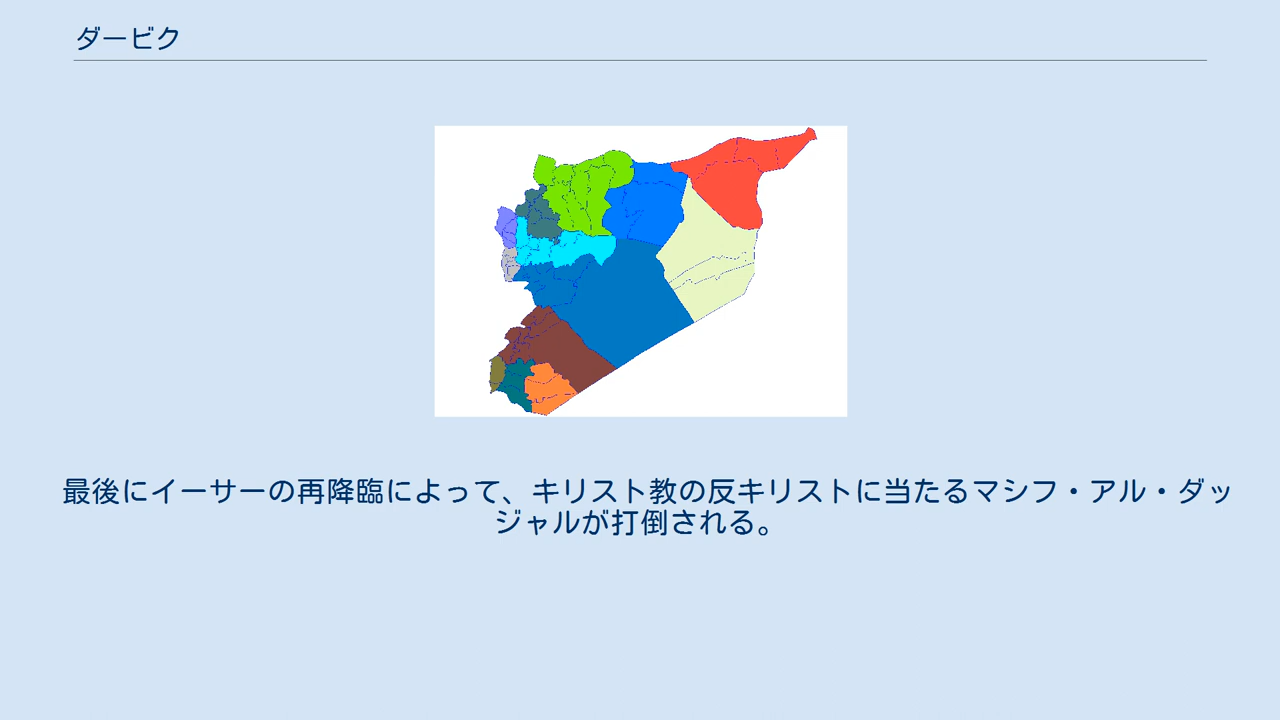 ダービク
最後にイーサーの再降臨によって、キリスト教の反キリストに当たるマシフ・アル・ダッ
ジャルが打倒される。